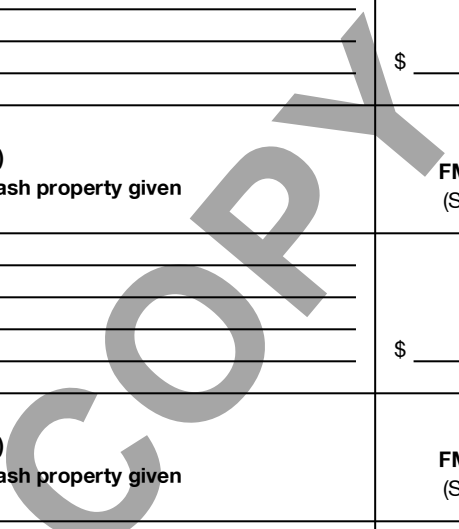 $
)
ash property given
FM
(S
$
)
ash property given
FM
(S
COPY